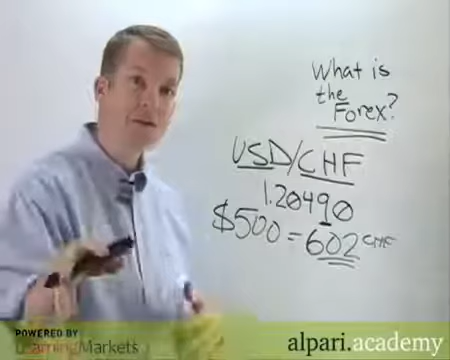 What is
the
Forex?
USD/CHF
1.20490
$500 = 602 CHF
POWERED BY
LearningMarkets
alpari.academy